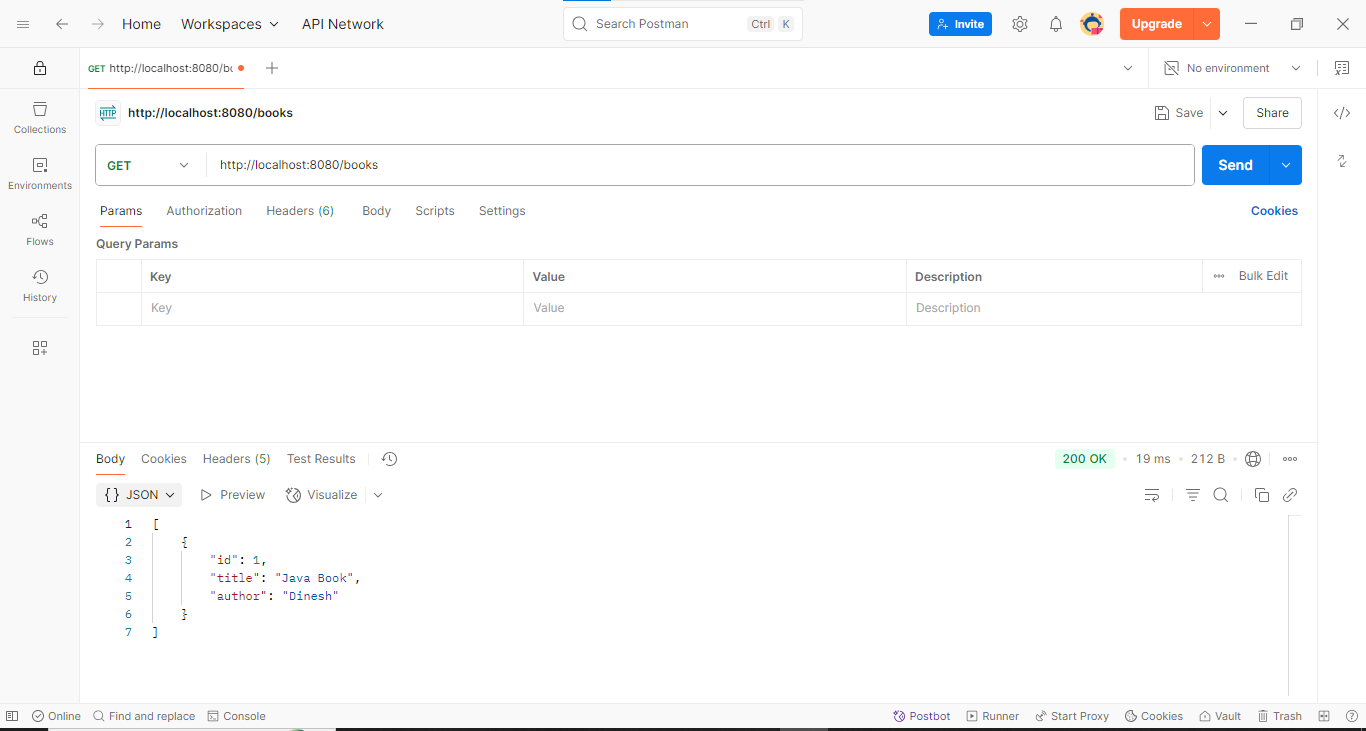 Home Workspaces API Network Search Postman Ctrl K Invite Upgrade
GET http://localhost:8080/bo No environment
HTTP http://localhost:8080/books Save Share
GET http://localhost:8080/books Send
Params Authorization Headers (6) Body Scripts Settings Cookies
Query Params
Key Value Description Bulk Edit
Key Value Description
Collections
Environments
Flows
History
Body Cookies Headers (5) Test Results 200 OK 19 ms 212 B
{} JSON Preview Visualize
1 [
2 {
3 "id": 1,
4 "title": "Java Book",
5 "author": "Dinesh"
6 }
7 ]
Online Find and replace Console Postbot Runner Start Proxy Cookies Vault Trash